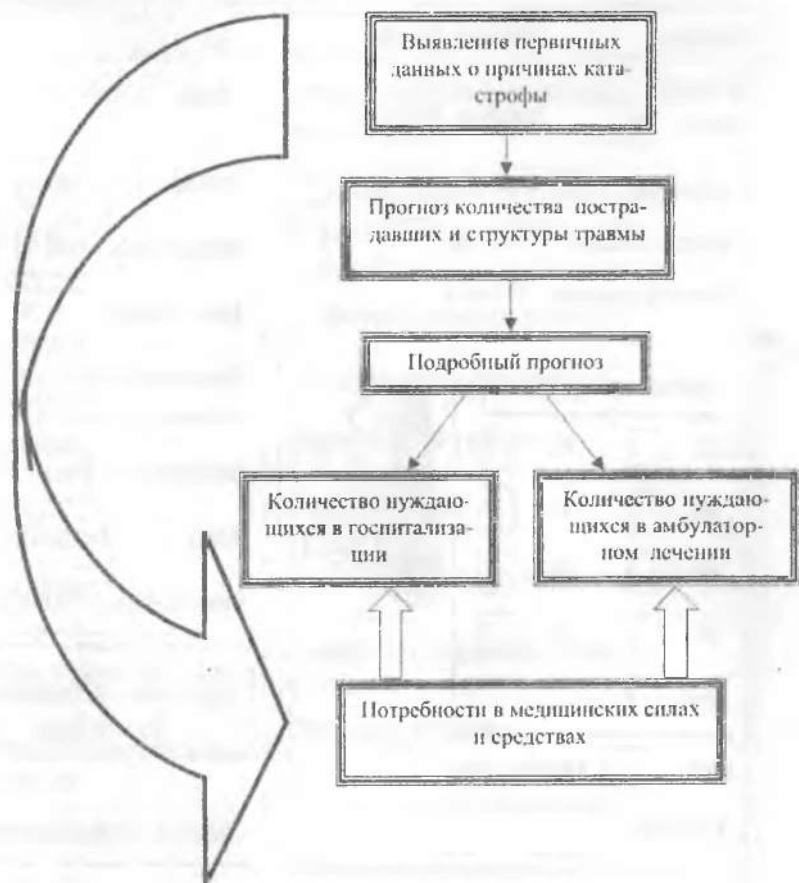 Выявление первичных
данных о причинах ката-
строфы
Прогноз количества постра-
давших и структуры травмы
Подробный прогноз
Количество нуждаю-
щихся в госпитализа-
ции
Количество нуждаю-
щихся в амбулатор-
ном лечении
Потребности в медицинских силах
и средствах